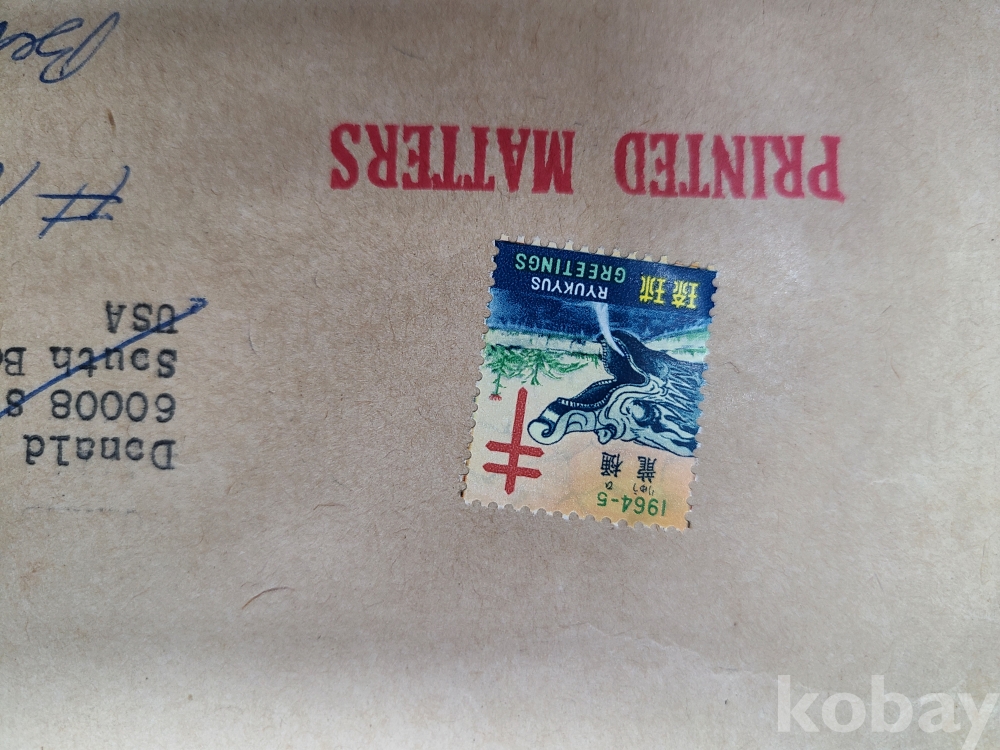 1964-5
りゅう ひ
龍樋
琉球
RYUKYUS
GREETINGS
PRINTED MATTERS
Donald
60008
South
USA
#
kobay